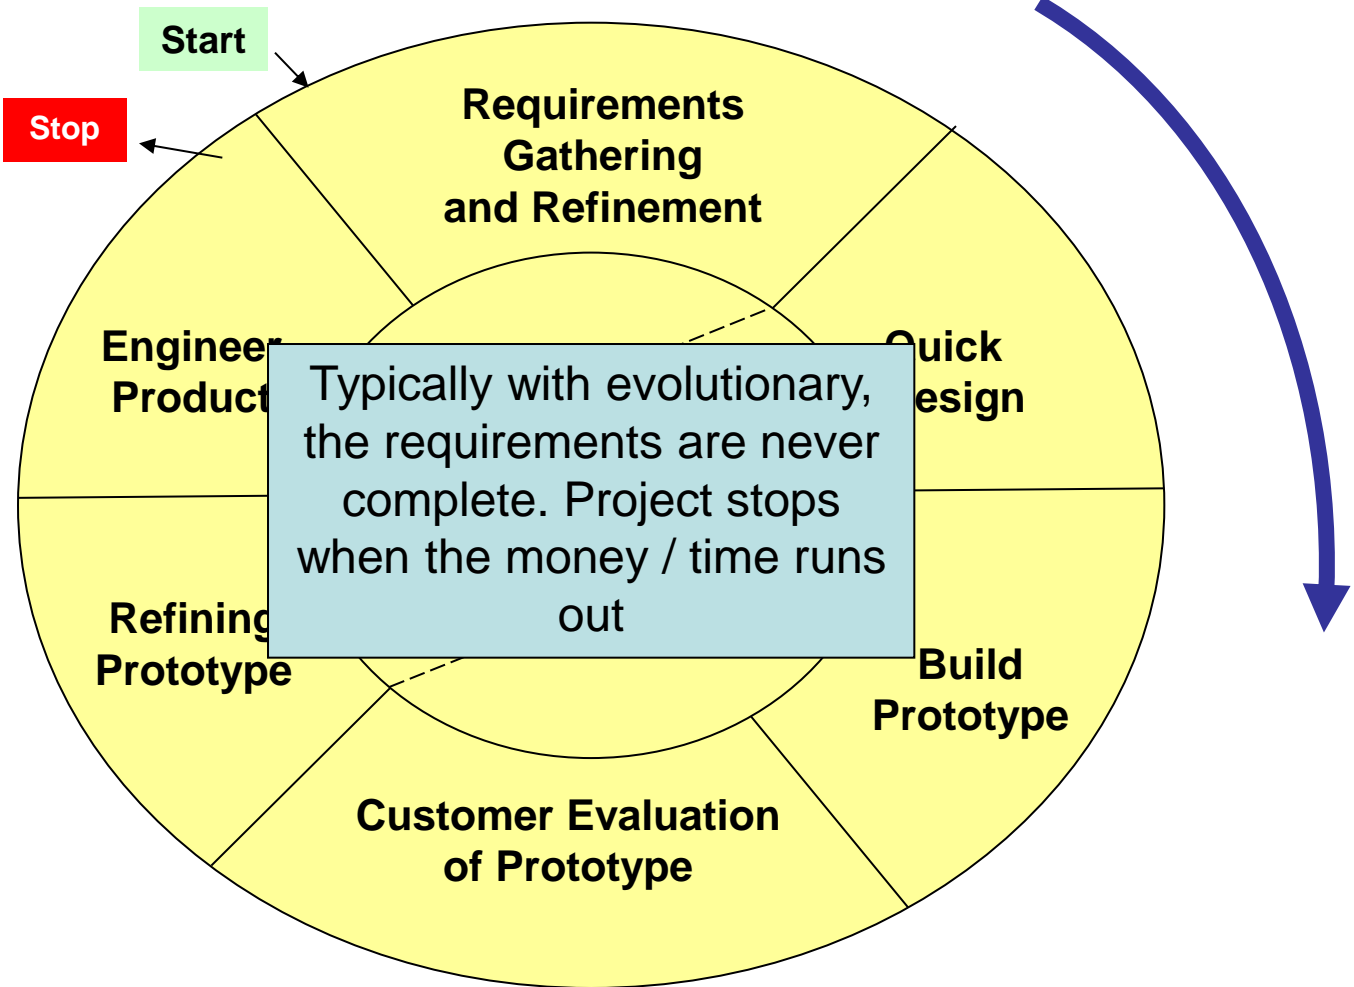 Start
Stop
Requirements
Gathering
and Refinement
Engineer
Product
Quick
esign
Typically with evolutionary,
the requirements are never
complete. Project stops
when the money / time runs
out
Refining
Prototype
Build
Prototype
Customer Evaluation
of Prototype